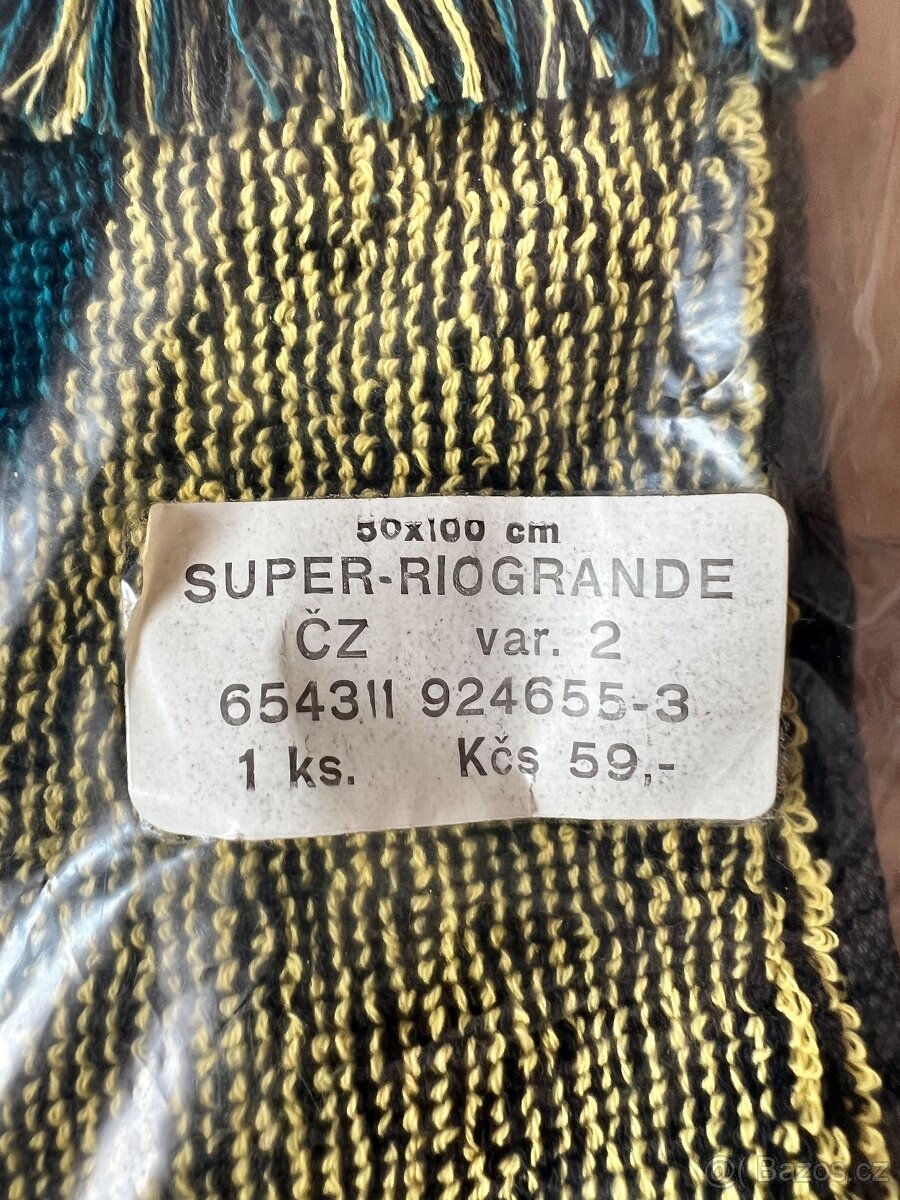 50x100 cm
SUPER-RIOGRANDE
ČZ var. 2
654311 924655-3
1 ks. Kčs 59,-
Bazos.cz